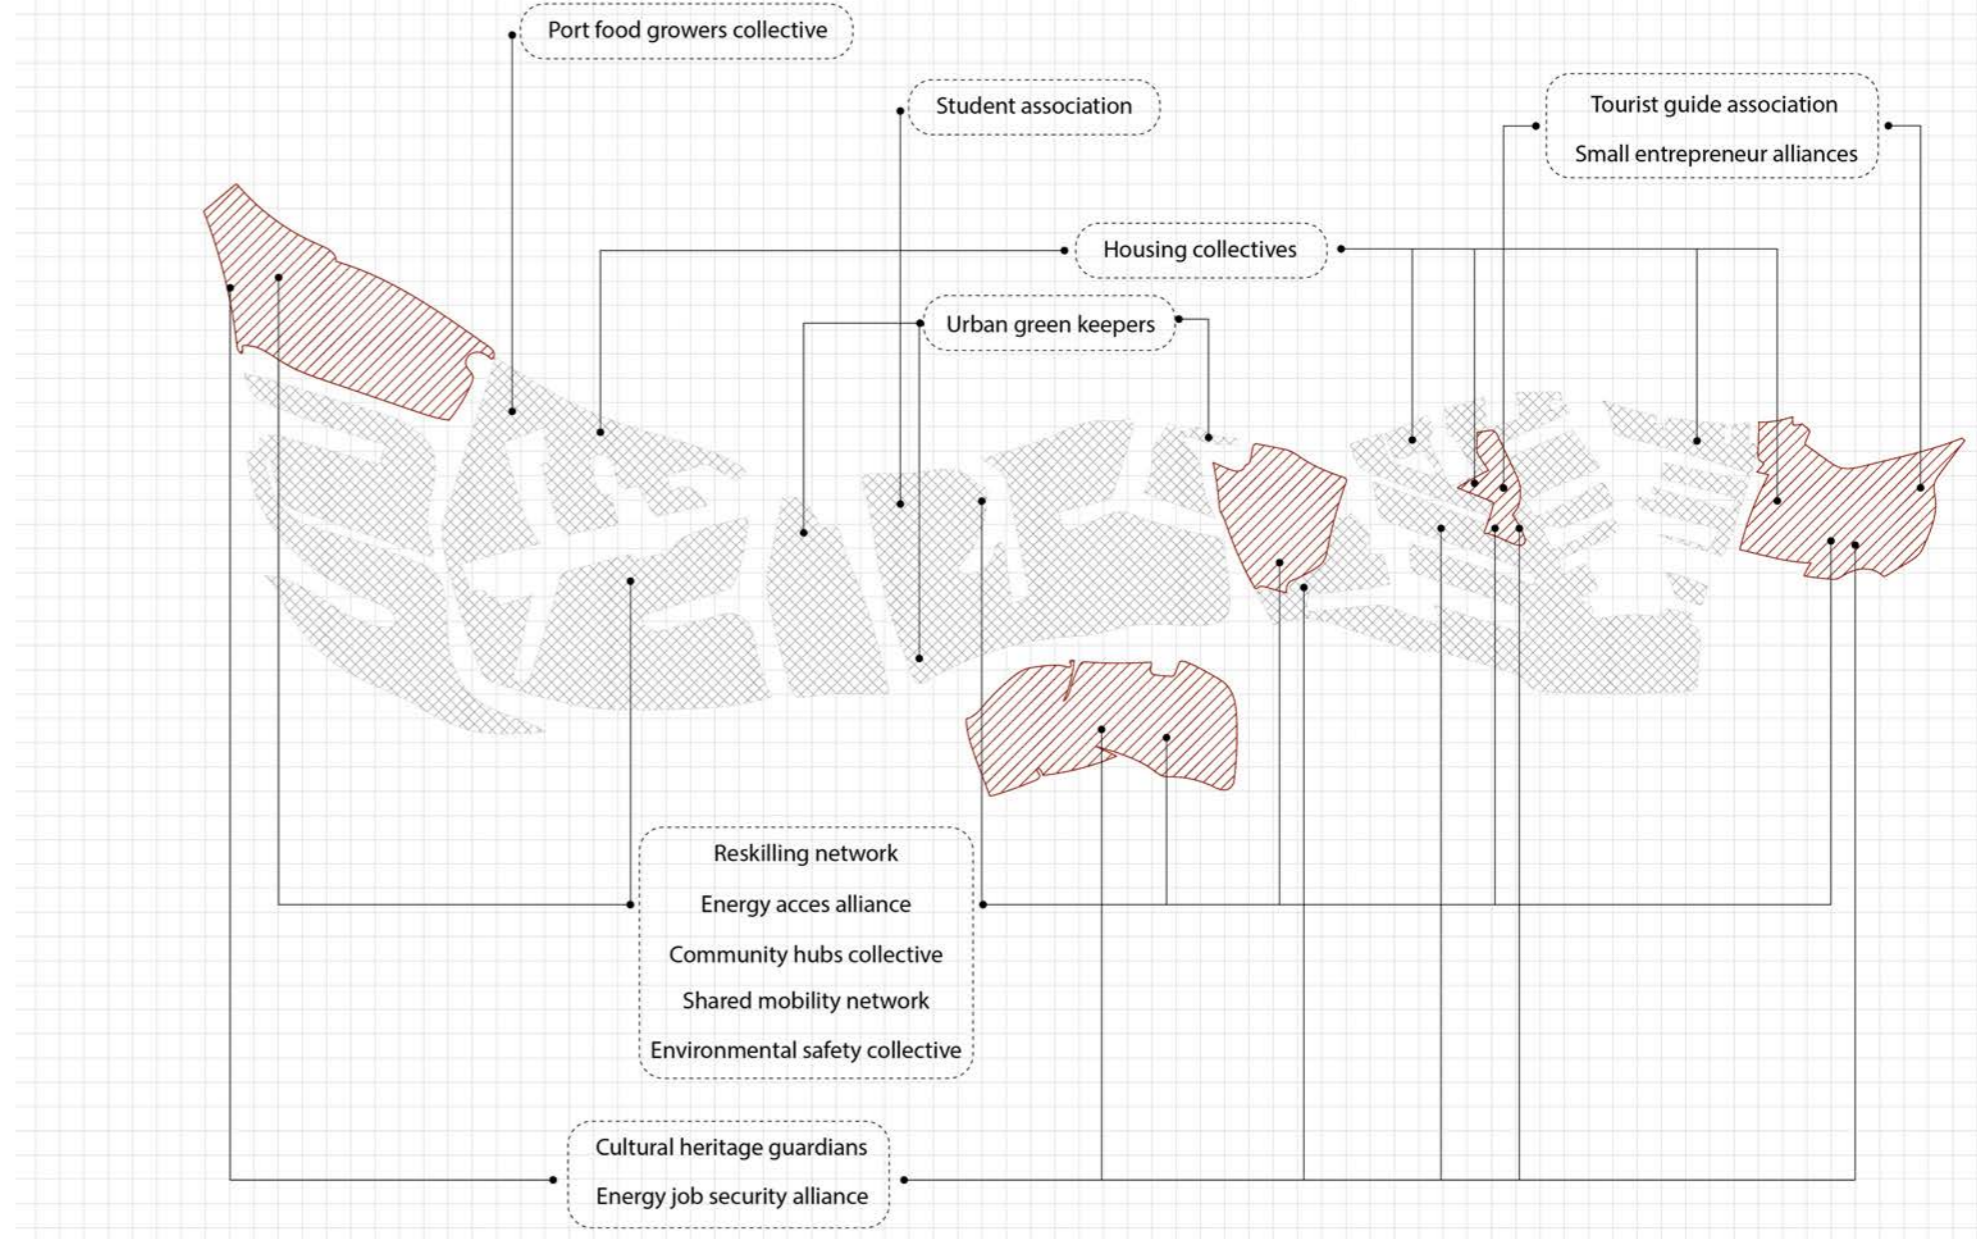 Port food growers collective
Student association
Tourist guide association
Small entrepreneur alliances
Housing collectives
Urban green keepers
Reskilling network
Energy acces alliance
Community hubs collective
Shared mobility network
Environmental safety collective
Cultural heritage guardians
Energy job security alliance